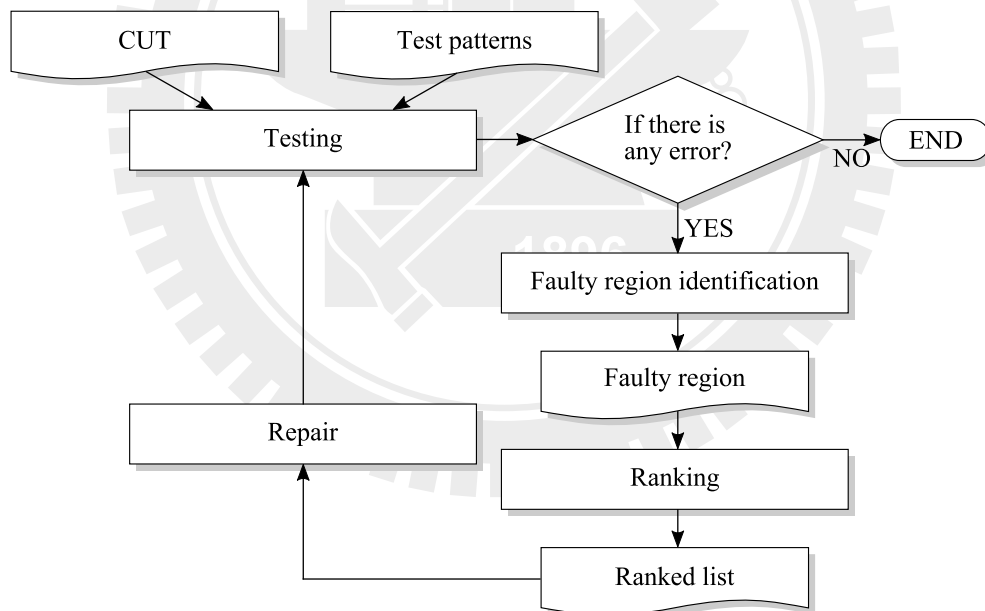 CUT
Test patterns
Testing
If there is
any error?
NO
END
YES
1896
Faulty region identification
Faulty region
Repair
Ranking
Ranked list